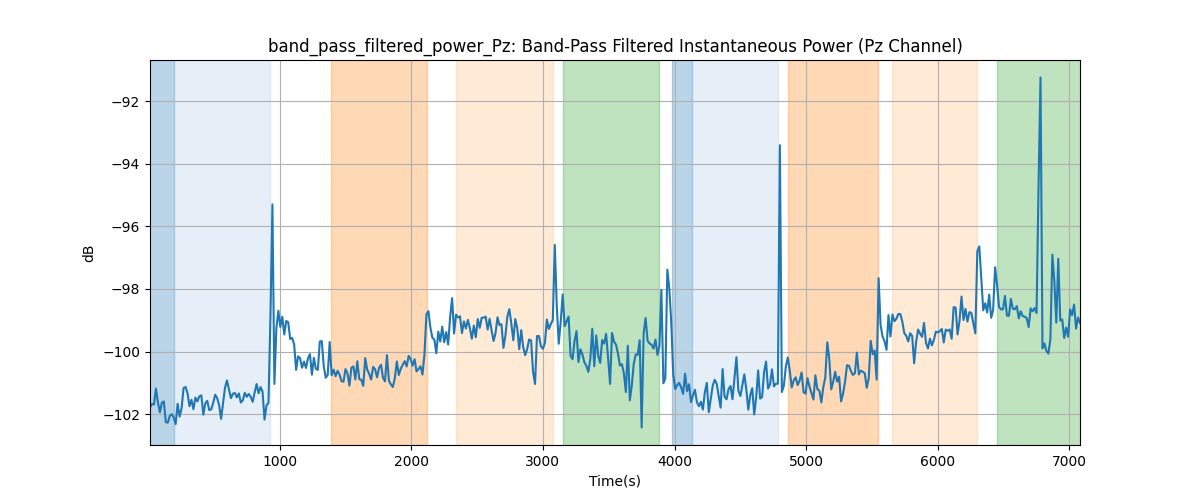 band_pass_filtered_power_Pz: Band-Pass Filtered Instantaneous Power (Pz Channel)
−92
−94
−96
−98
−100
−102
dB
1000 2000 3000 4000 5000 6000 7000
Time(s)